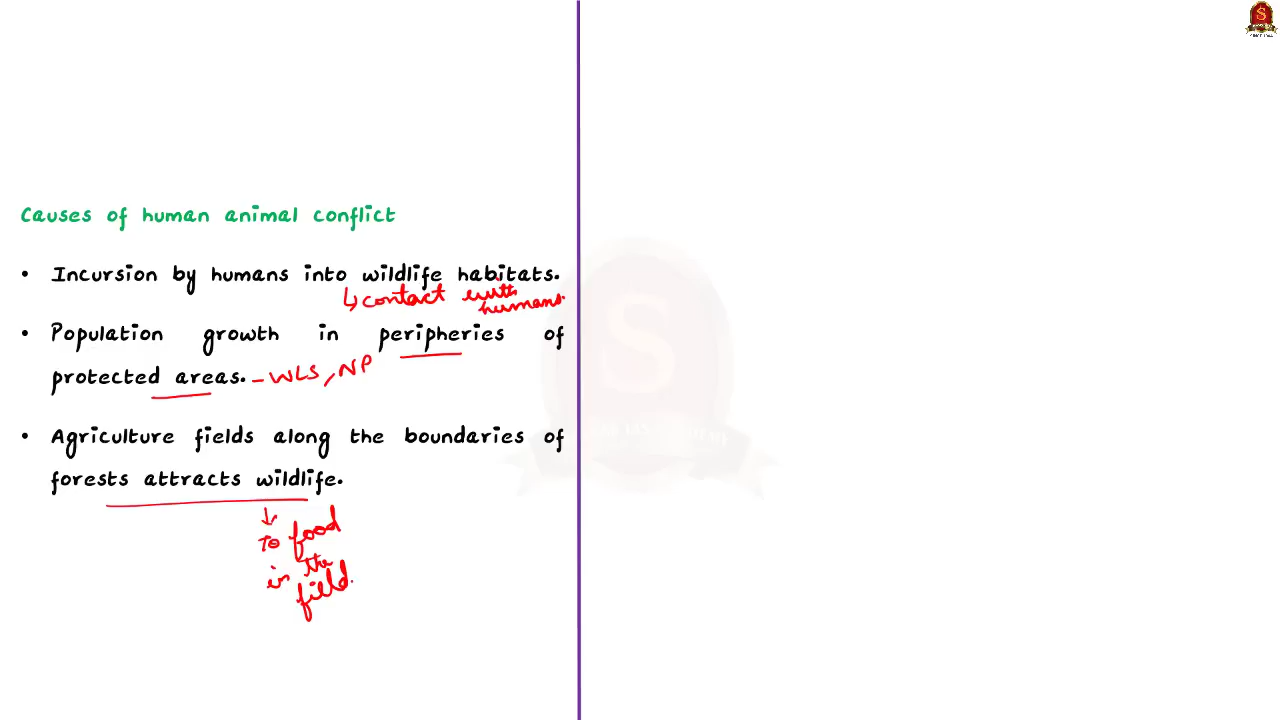 Causes of human animal conflict
• Incursion by humans into wildlife habitats.
↳ contact with
humans.
• Population growth in peripheries of
protected areas. - WLS, NP
• Agriculture fields along the boundaries of
forests attracts wildlife.
↓
To food
in the
field.
S